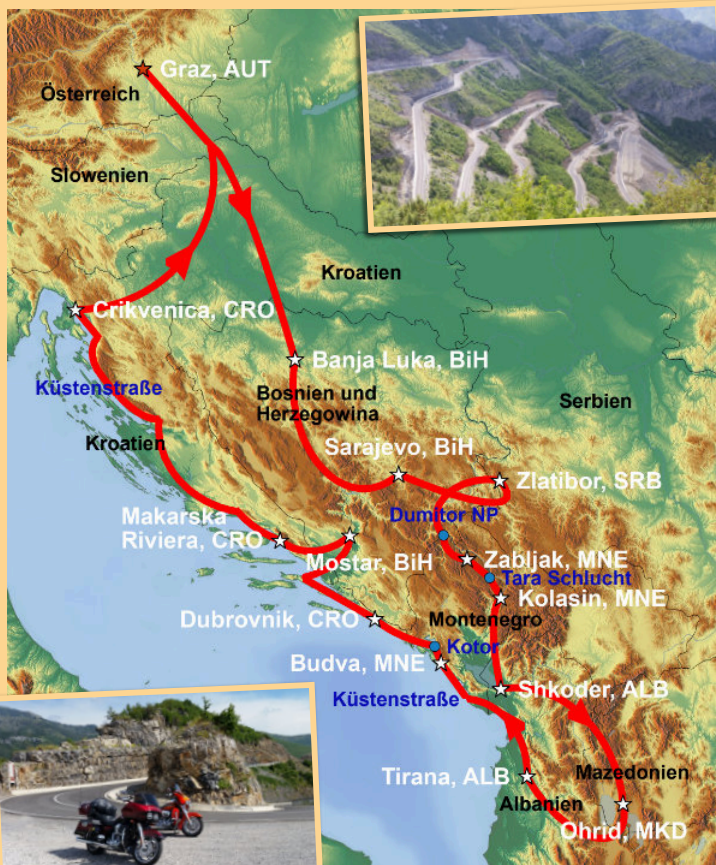 Graz, AUT
Österreich
Slowenien
Kroatien
Crikvenica, CRO
Banja Luka, BiH
Küstenstraße
Bosnien und
Herzegowina
Serbien
Kroatien
Sarajevo, BiH
Zlatibor, SRB
Makarska
Riviera, CRO
Dumitor NP
Mostar, BiH
Zabljak, MNE
Tara Schlucht
Kolasin, MNE
Dubrovnik, CRO
Montenegro
Kotor
Budva, MNE
Küstenstraße
Shkoder, ALB
Tirana, ALB
Mazedonien
Albanien
Ohrid, MKD